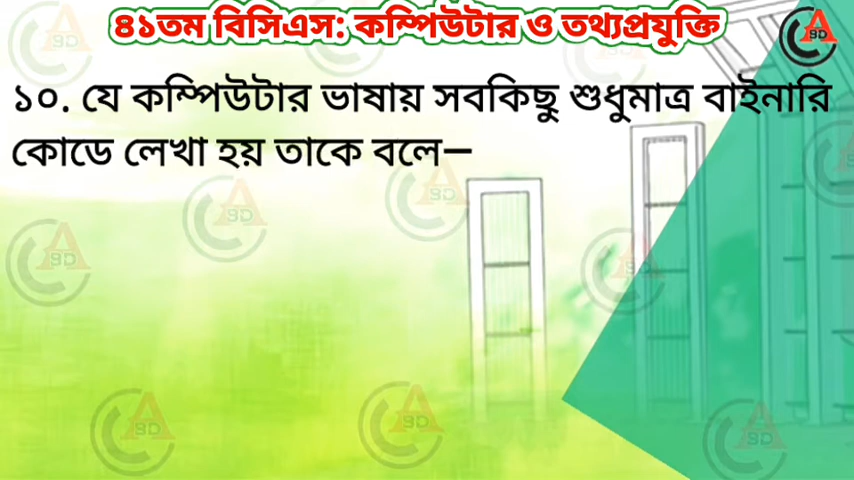 ৪১তম বিসিএস: কম্পিউটার ও তথ্যপ্রযুক্তি
১০. যে কম্পিউটার ভাষায় সবকিছু শুধুমাত্র বাইনারি
কোডে লেখা হয় তাকে বলে—